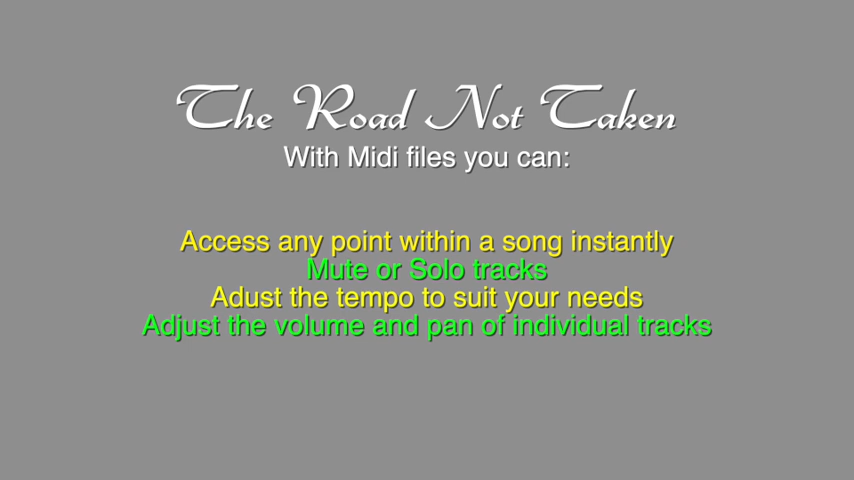 The Road Not Taken
With Midi files you can:
Access any point within a song instantly
Mute or Solo tracks
Adust the tempo to suit your needs
Adjust the volume and pan of individual tracks